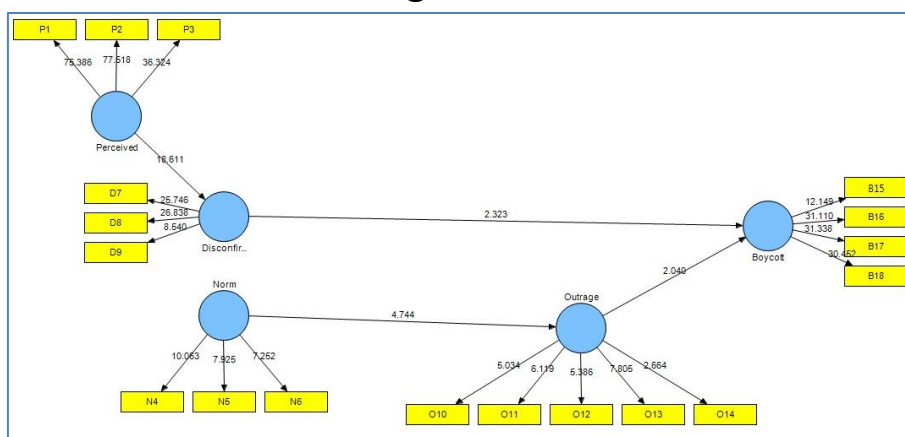 P1
P2
P3
75.386
77.518
36.324
Perceived
18.611
D7
D8
D9
25.746
26.838
8.540
Disconfir..
2.323
B15
B16
B17
B18
12.149
31.110
31.338
30.452
Boycott
Norm
4.744
Outrage
2.040
10.063
7.925
7.252
N4
N5
N6
5.034
6.119
5.386
7.805
2.664
O10
O11
O12
O13
O14